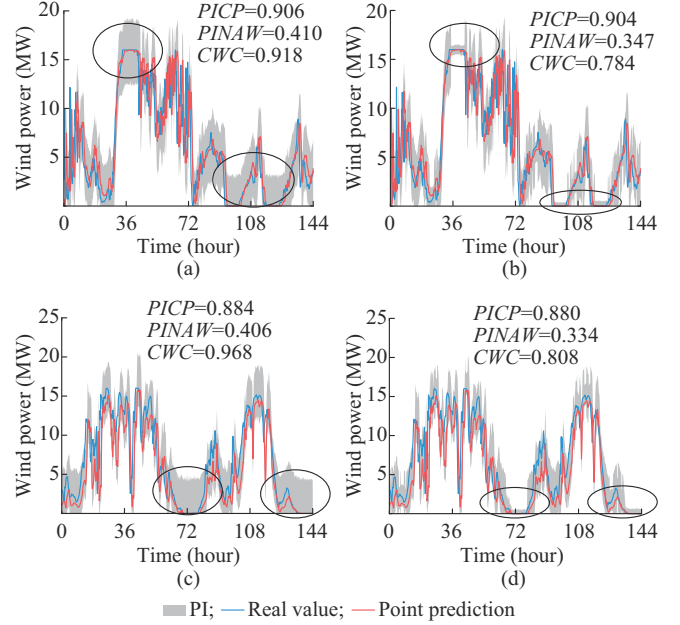 PICP=0.906
PINAW=0.410
CWC=0.918
Wind power (MW)
20
15
10
5
0 36 72 108 144
Time (hour)
(a)
PICP=0.904
PINAW=0.347
CWC=0.784
Wind power (MW)
20
15
10
5
0 36 72 108 144
Time (hour)
(b)
PICP=0.884
PINAW=0.406
CWC=0.968
Wind power (MW)
25
20
15
10
5
0 36 72 108 144
Time (hour)
(c)
PICP=0.880
PINAW=0.334
CWC=0.808
Wind power (MW)
25
20
15
10
5
0 36 72 108 144
Time (hour)
(d)
PI; Real value; Point prediction